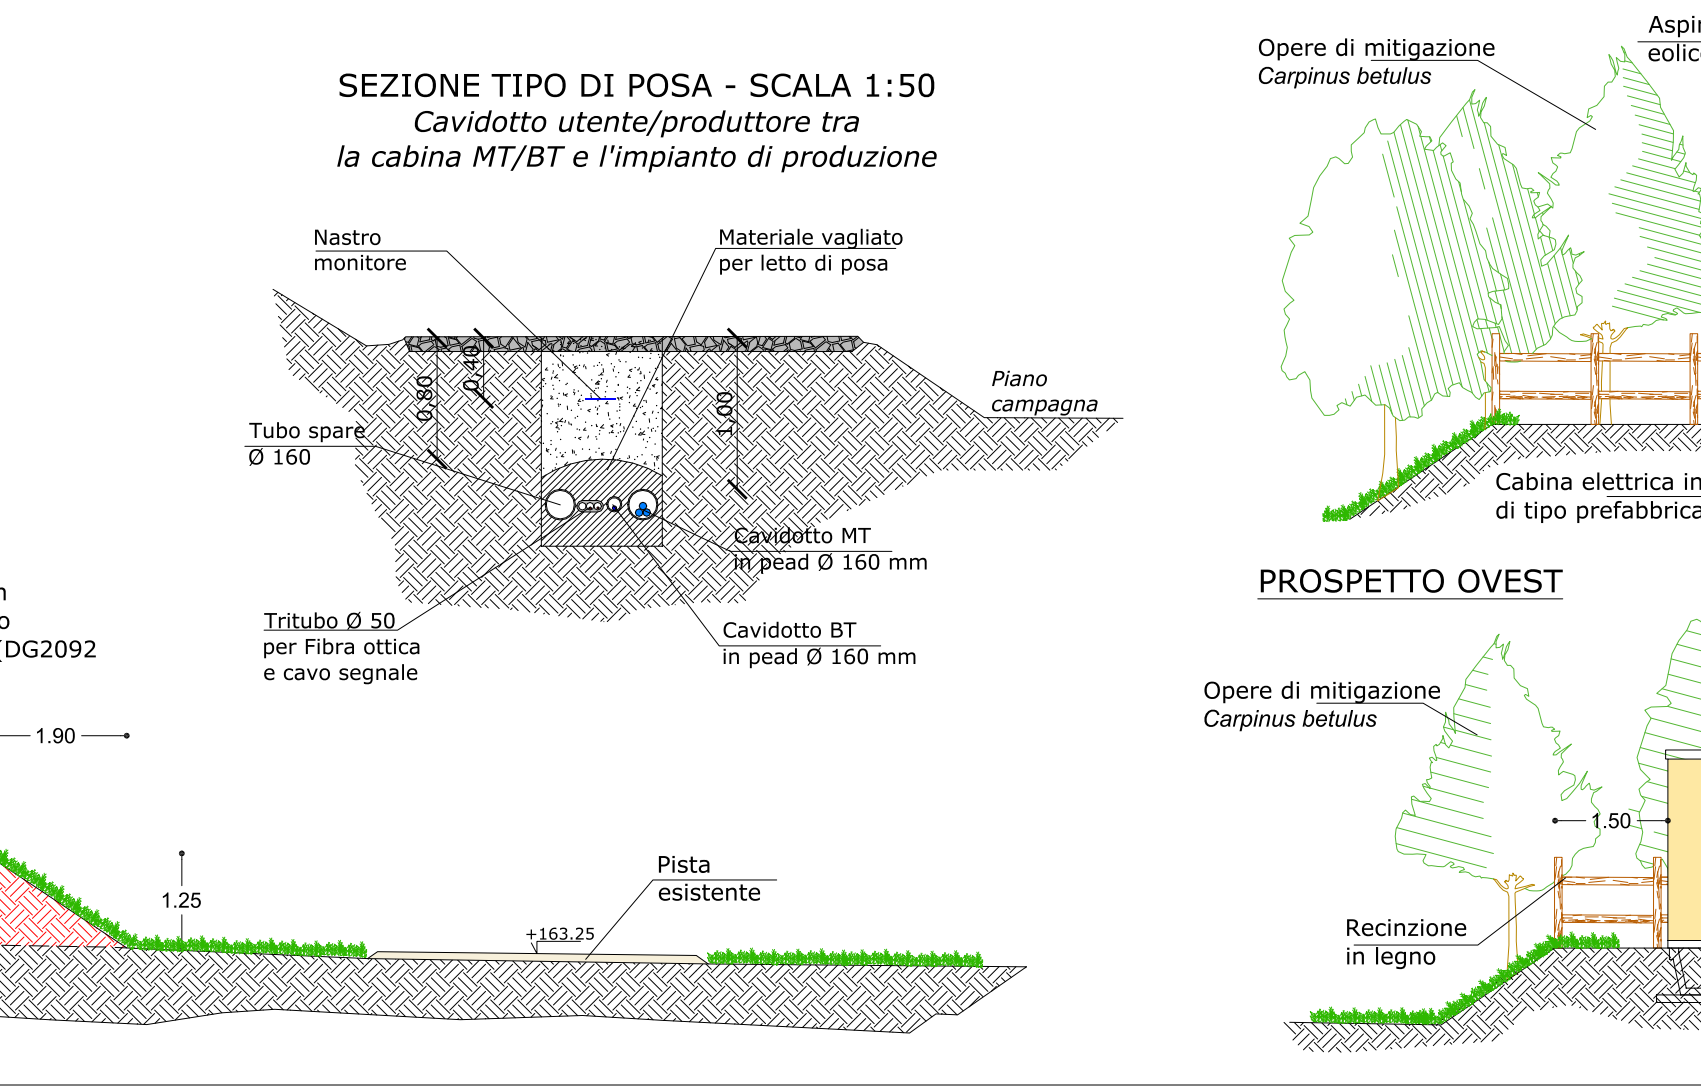 SEZIONE TIPO DI POSA - SCALA 1:50
Cavidotto utente/produttore tra
la cabina MT/BT e l'impianto di produzione
Nastro
monitore
Materiale vagliato
per letto di posa
0,80
0,40
1,00
Piano
campagna
Tubo spare
Ø 160
Cavidotto MT
in pead Ø 160 mm
Tritubo Ø 50
per Fibra ottica
e cavo segnale
Cavidotto BT
in pead Ø 160 mm
(DG2092
1.90
1.25
+163.25
Pista
esistente
Opere di mitigazione
Carpinus betulus
Cabina elettrica in
di tipo
PROSPETTO OVEST
Opere di mitigazione
Carpinus betulus
1.50
Recinzione
in legno